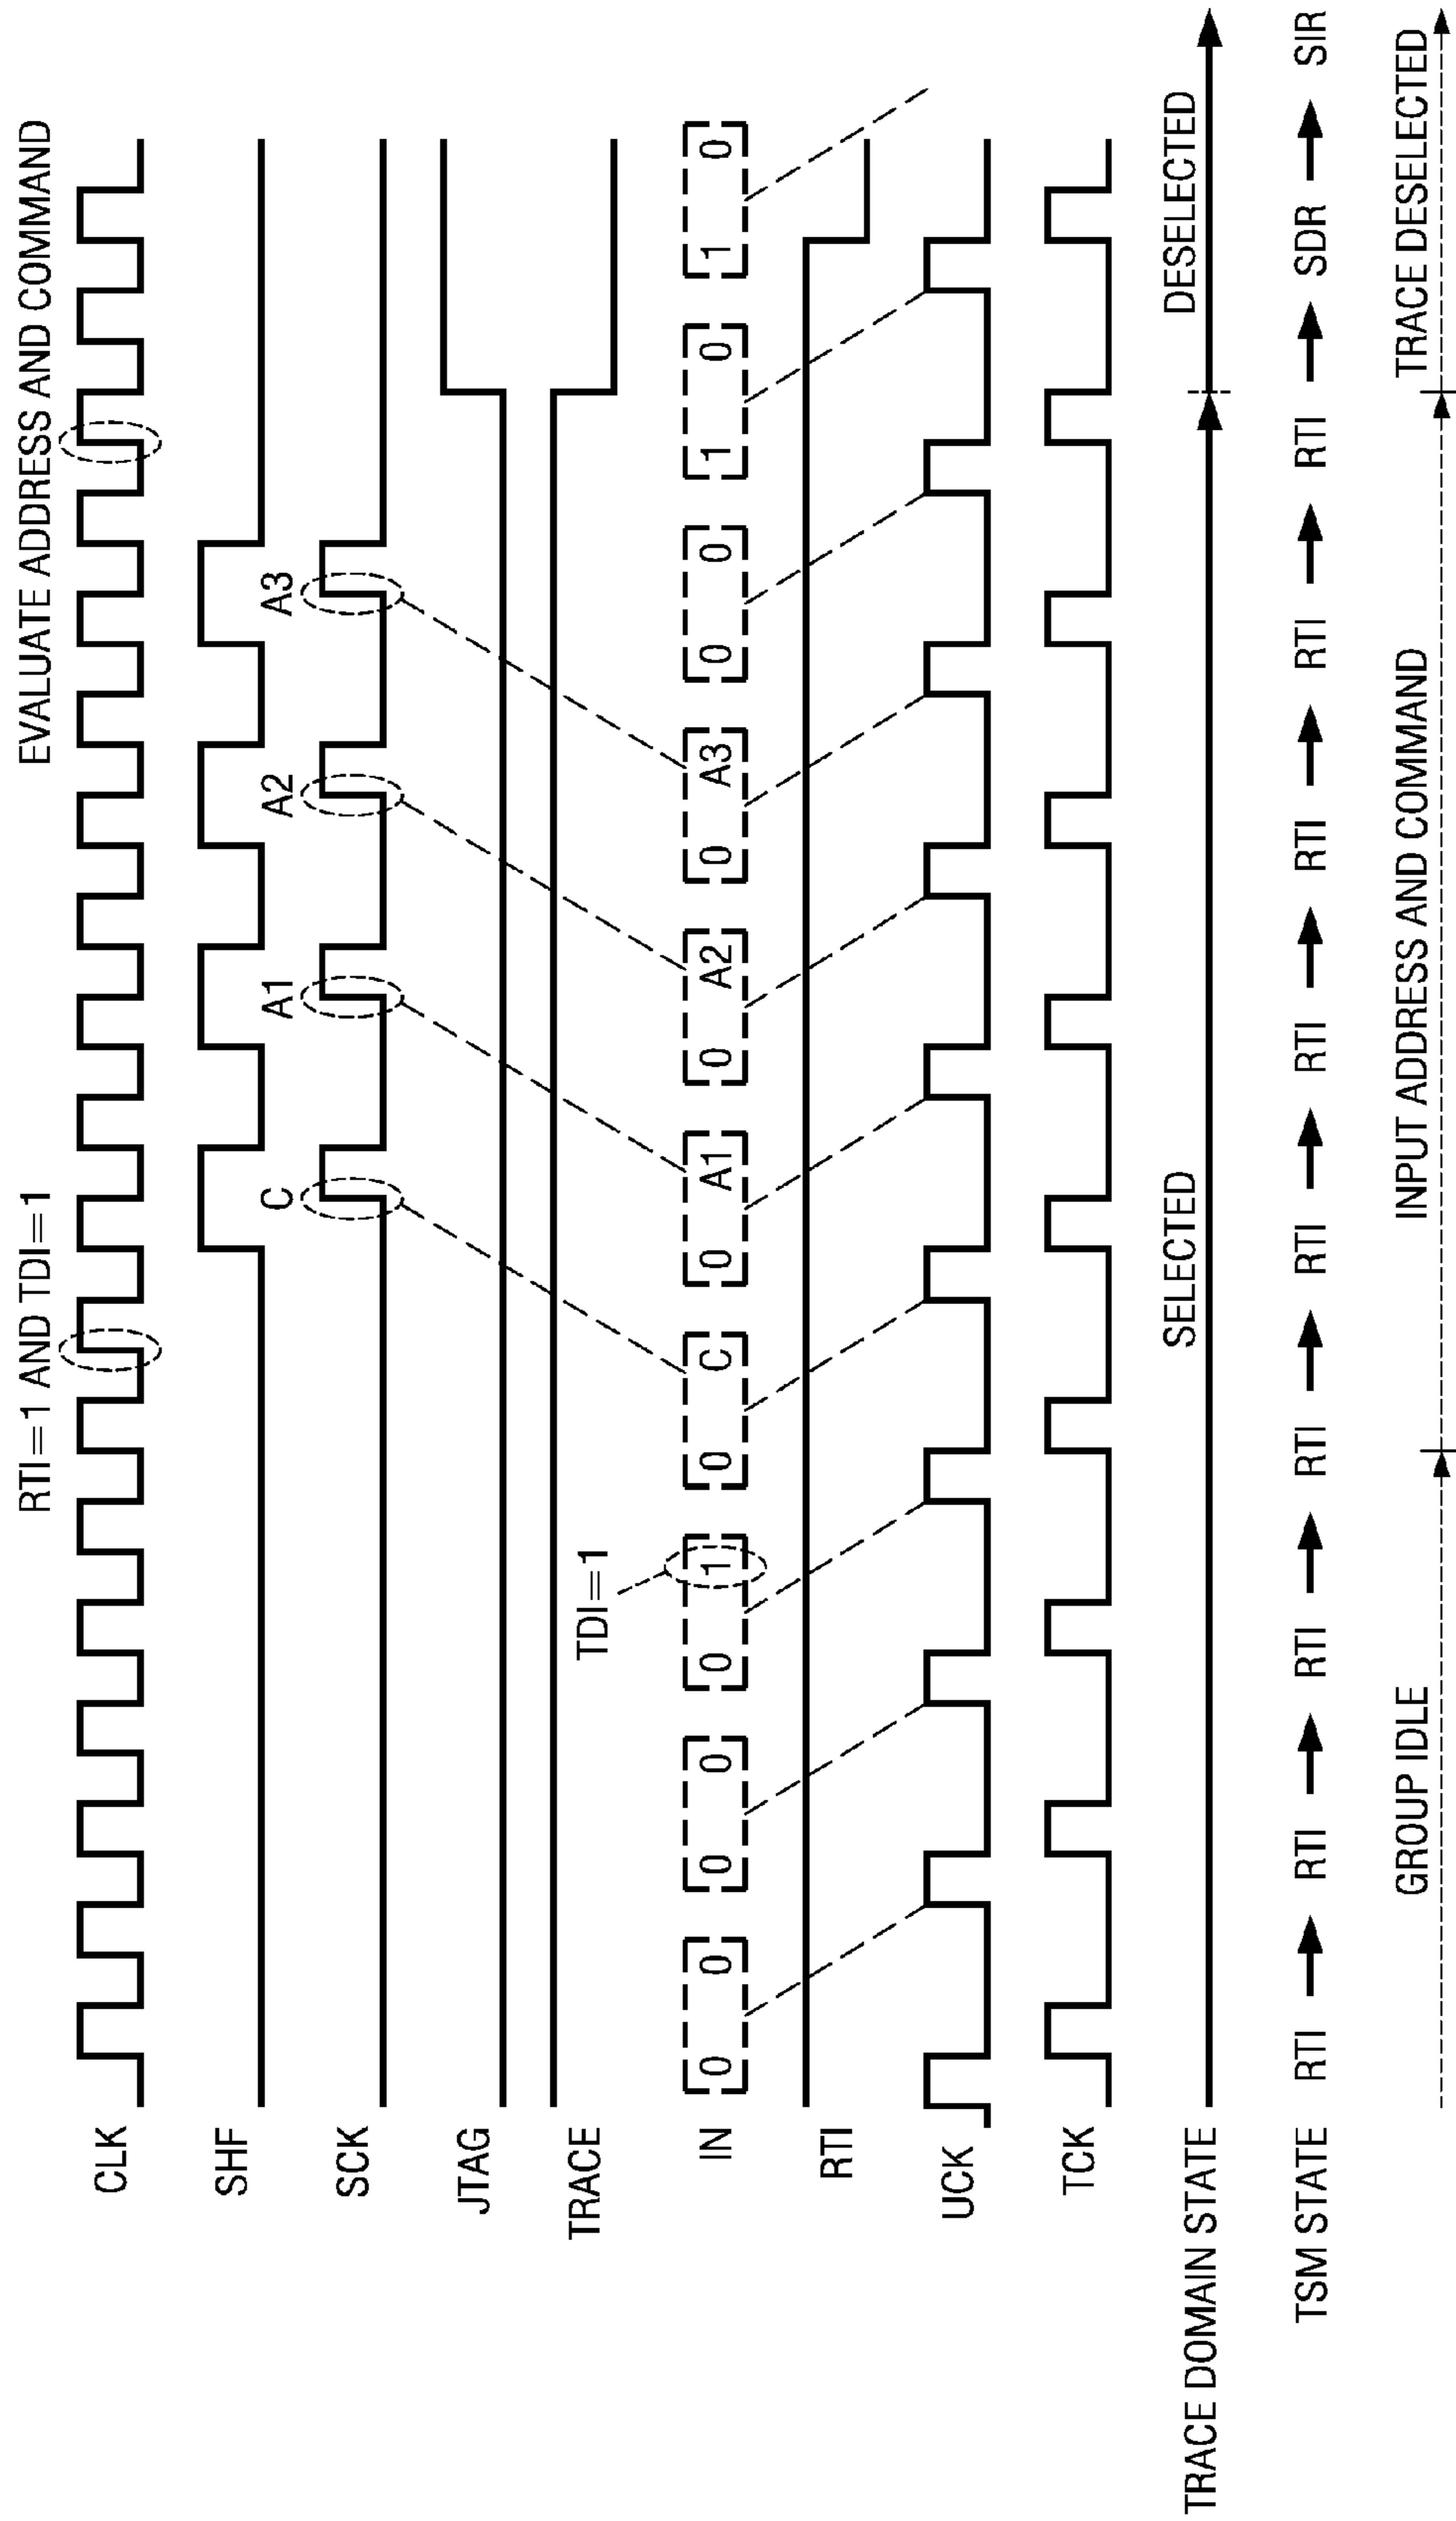 RTI=1 AND TDI=1 EVALUATE ADDRESS AND COMMAND
CLK
SHF
C A1 A2 A3
SCK
JTAG
TRACE
TDI=1
IN 0 0 0 0 0 1 0 C 0 A1 0 A2 0 A3 0 0 1 0 1 0
RTI
UCK
TCK
SELECTED DESELECTED
TRACE DOMAIN STATE
TSM STATE RTI RTI RTI RTI RTI RTI RTI RTI RTI SDR SIR
GROUP IDLE INPUT ADDRESS AND COMMAND TRACE DESELECTED